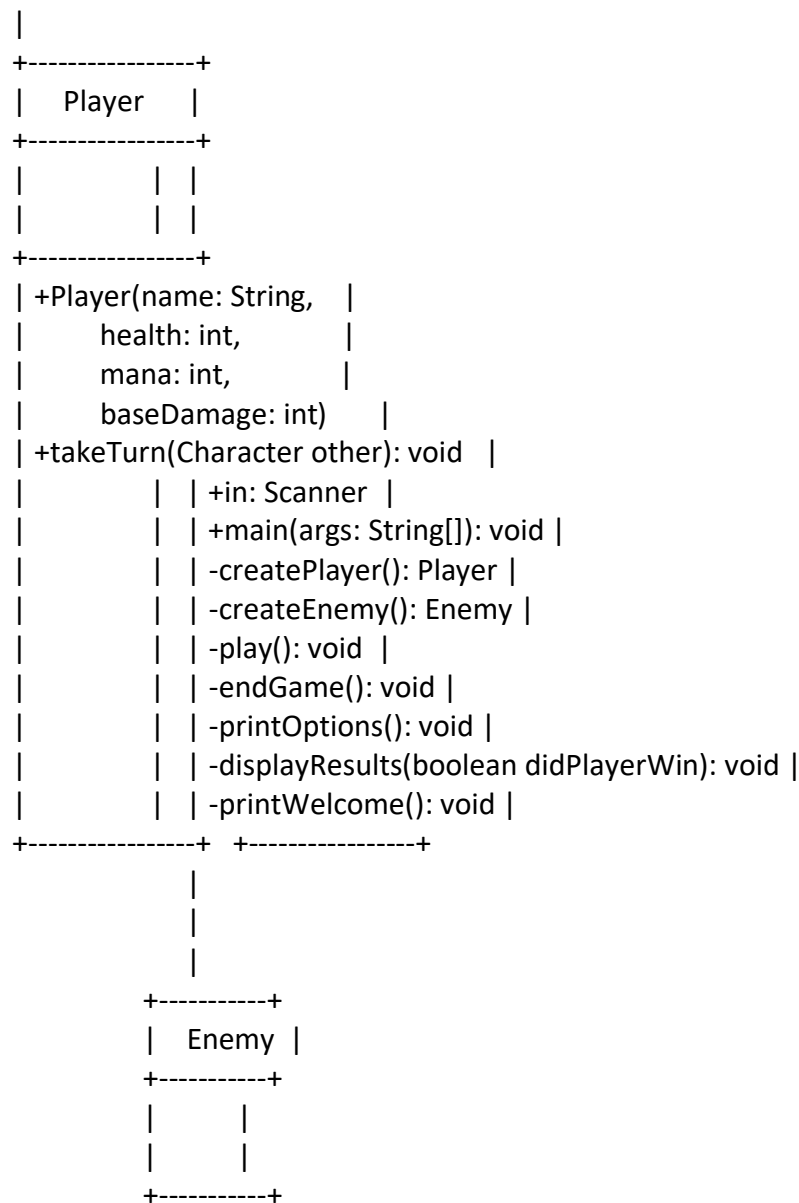 |
+-----------------+
|     Player      |
+-----------------+
|            |   |
|            |   |
+-----------------+
| +Player(name: String,   |
|      health: int,         |
|      mana: int,          |
|      baseDamage: int)      |
| +takeTurn(Character other): void   |
|            |   | +in: Scanner  |
|            |   | +main(args: String[]): void |
|            |   | -createPlayer(): Player |
|            |   | -createEnemy(): Enemy |
|            |   | -play(): void   |
|            |   | -endGame(): void |
|            |   | -printOptions(): void |
|            |   | -displayResults(boolean didPlayerWin): void |
|            |   | -printWelcome(): void |
+-----------------+   +-----------------+
|
|
|
+-----------+
|    Enemy  |
+-----------+
|        |
|        |
+-----------+